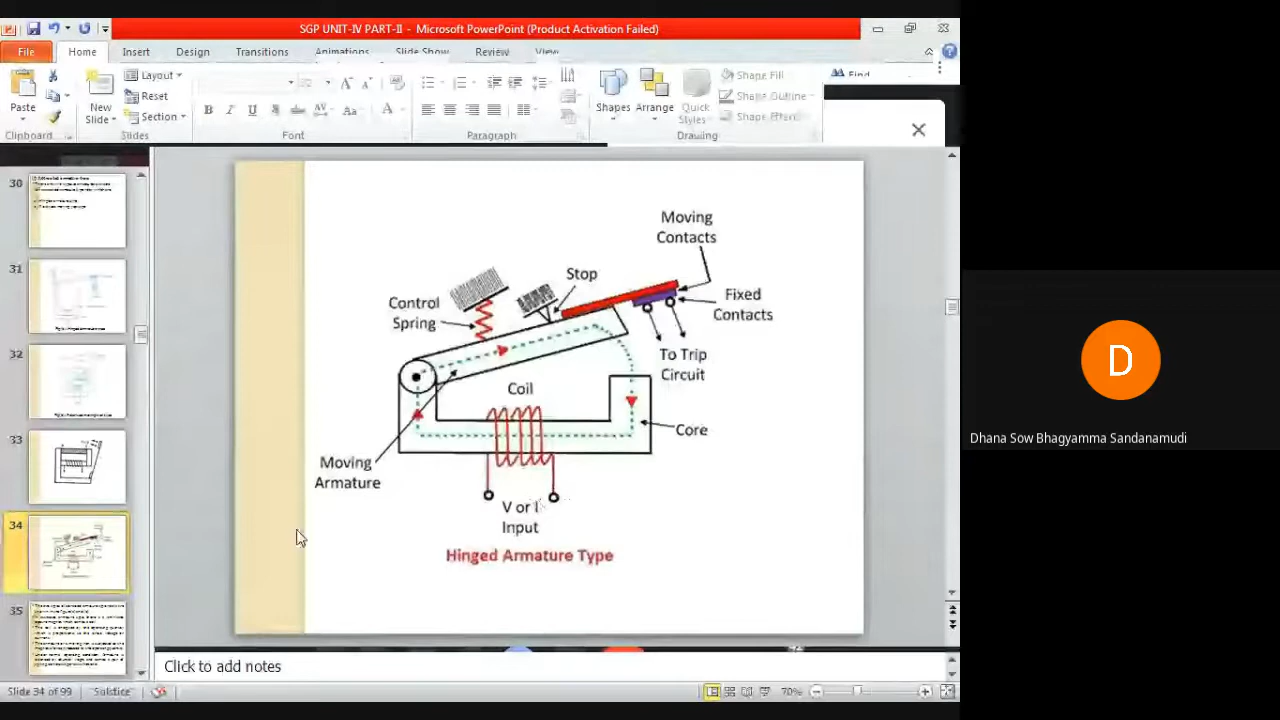 SGP UNIT-IV PART-II - Microsoft PowerPoint (Product Activation Failed)
File Home Insert Design Transitions Animations Slide Show Review View
Paste
New
Slide
Layout
Reset
Section
Shapes Arrange Quick
Styles
Shape Fill
Shape Outline
Shape Effects
Find
Clipboard Slides Font Paragraph Drawing
30
31
32
33
34
35
Moving
Contacts
Stop
Control
Spring
Fixed
Contacts
To Trip
Circuit
Coil
Core
Moving
Armature
V or I
Input
Hinged Armature Type
Click to add notes
Slide 34 of 99 "Solstice" 70%
D
Dhana Sow Bhagyamma Sandanamudi